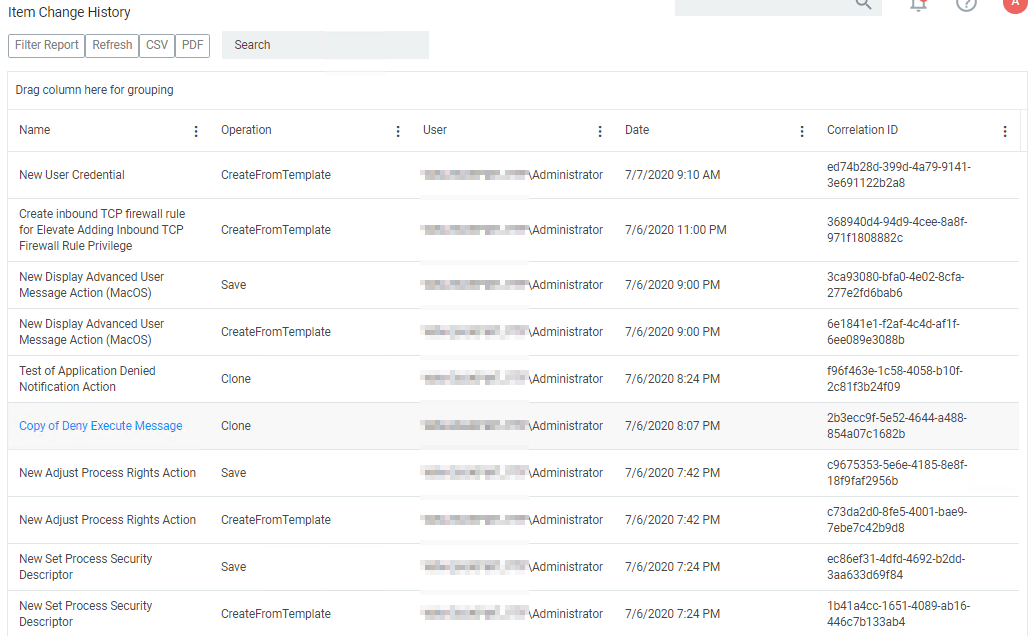 Item Change History
?
A
Filter Report Refresh CSV PDF Search
Drag column here for grouping
Name Operation User Date Correlation ID
New User Credential CreateFromTemplate \Administrator 7/7/2020 9:10 AM ed74b28d-399d-4a79-9141-
3e691122b2a8
Create inbound TCP firewall rule
for Elevate Adding Inbound TCP
Firewall Rule Privilege
CreateFromTemplate \Administrator 7/6/2020 11:00 PM 368940d4-94d9-4cee-8a8f-
971f1808882c
New Display Advanced User
Message Action (MacOS)
Save \Administrator 7/6/2020 9:00 PM 3ca93080-bfa0-4e02-8cfa-
277e2fd6bab6
New Display Advanced User
Message Action (MacOS)
CreateFromTemplate \Administrator 7/6/2020 9:00 PM 6e1841e1-f2af-4c4d-af1f-
6ee089e3088b
Test of Application Denied
Notification Action
Clone \Administrator 7/6/2020 8:24 PM f96f463e-1c58-4058-b10f-
2c81f3b24f09
Copy of Deny Execute Message Clone \Administrator 7/6/2020 8:07 PM 2b3ecc9f-5e52-4644-a488-
854a07c1682b
New Adjust Process Rights Action Save \Administrator 7/6/2020 7:42 PM c9675353-5e6e-4185-8e8f-
18f9faf2956b
New Adjust Process Rights Action CreateFromTemplate \Administrator 7/6/2020 7:42 PM c73da2d0-8fe5-4001-bae9-
7ebe7c42b9d8
New Set Process Security
Descriptor
Save \Administrator 7/6/2020 7:24 PM ec86ef31-4dfd-4692-b2dd-
3aa633d69f84
New Set Process Security
Descriptor
CreateFromTemplate \Administrator 7/6/2020 7:24 PM 1b41a4cc-1651-4089-ab16-
446c7b133ab4